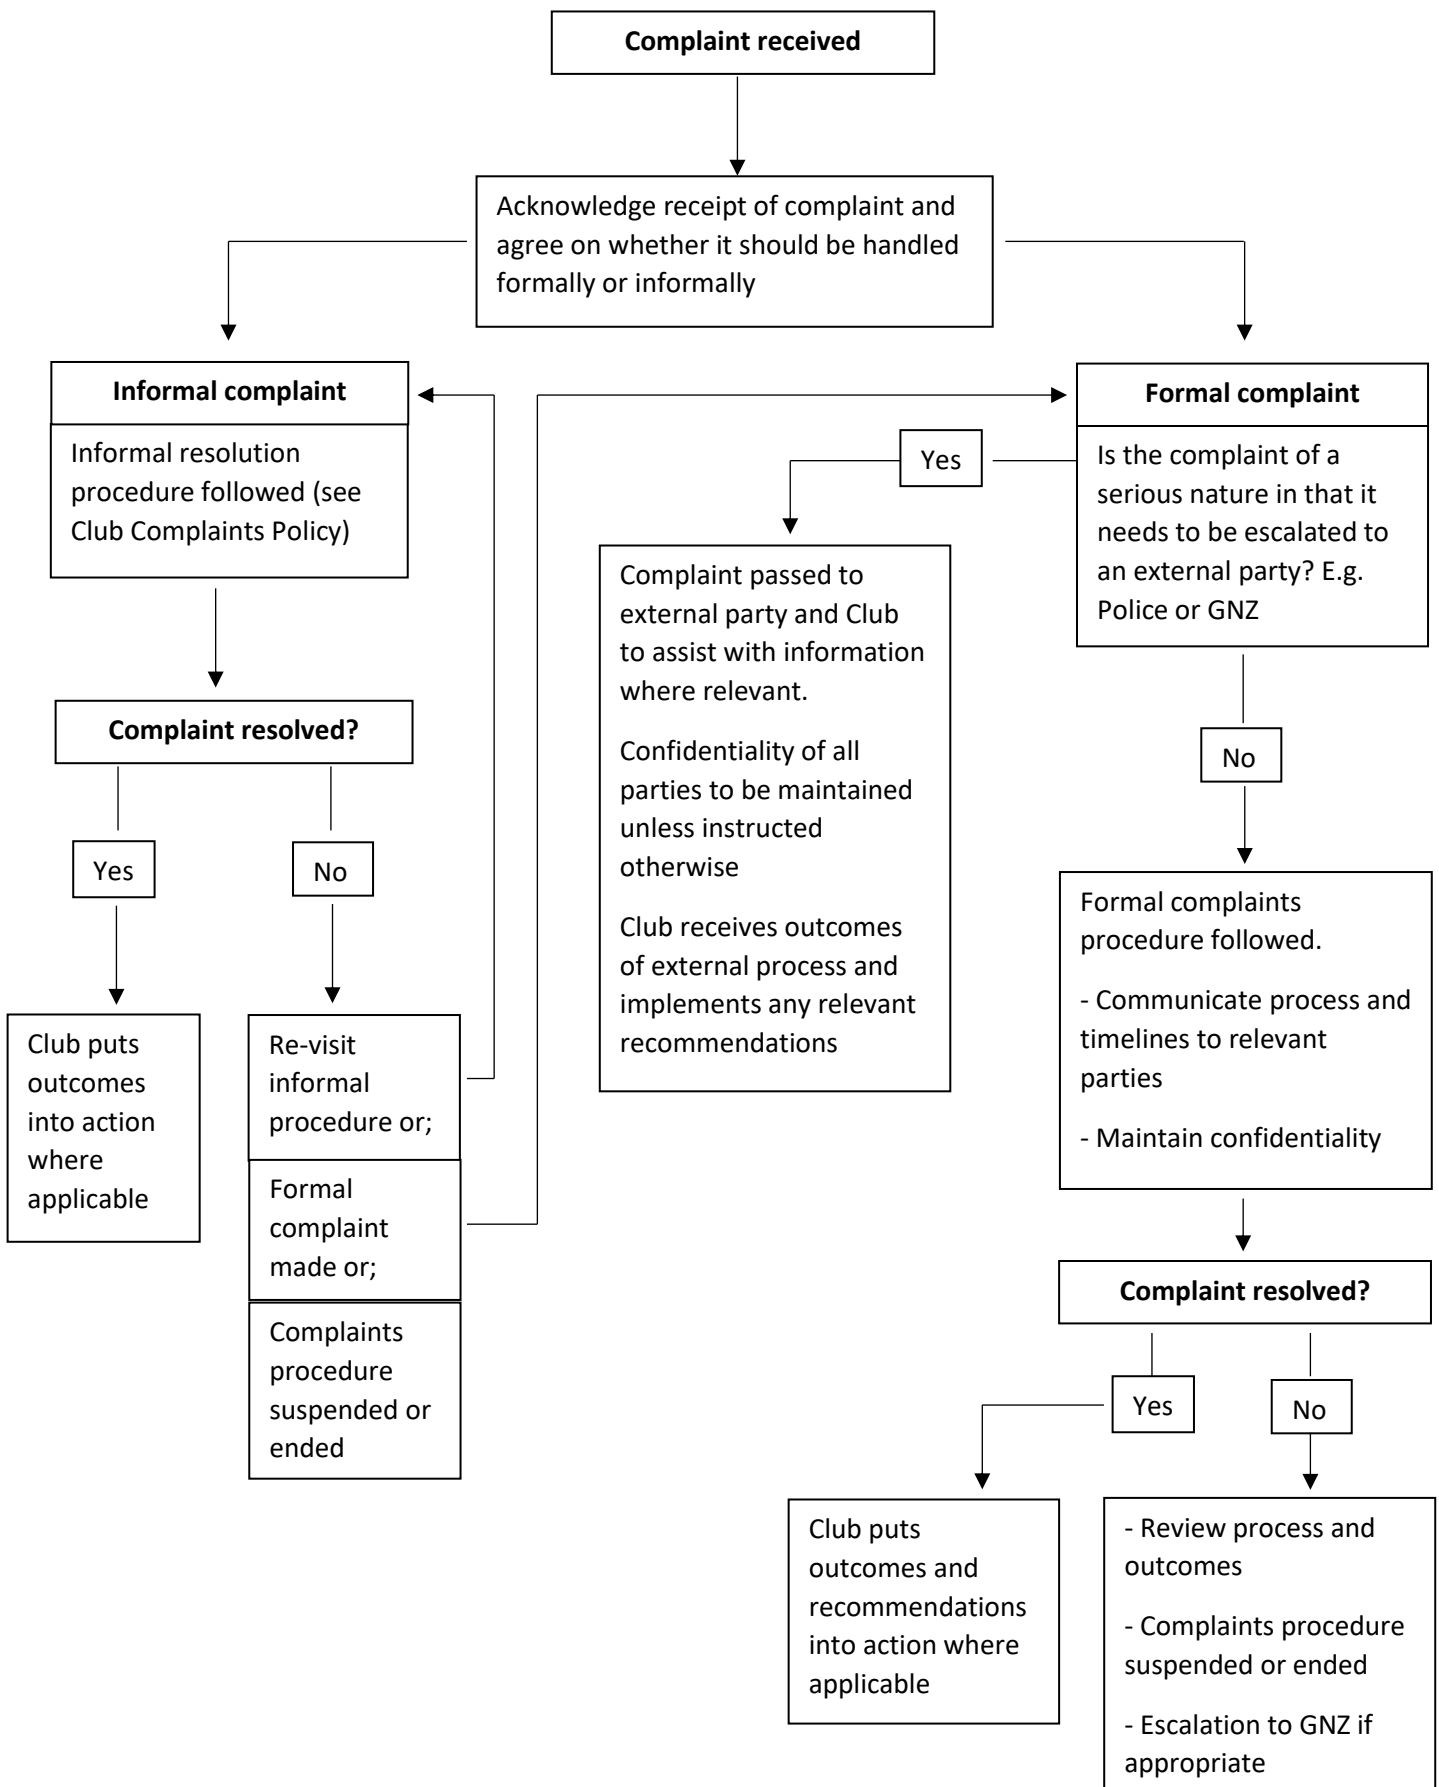 Complaint received
Acknowledge receipt of complaint and
agree on whether it should be handled
formally or informally
Informal complaint
Informal resolution
procedure followed (see
Club Complaints Policy)
Formal complaint
Is the complaint of a
serious nature in that it
needs to be escalated to
an external party? E.g.
Police or GNZ
Yes
Complaint passed to
external party and Club
to assist with information
where relevant.
Confidentiality of all
parties to be maintained
unless instructed
otherwise
Club receives outcomes
of external process and
implements any relevant
recommendations
No
Complaint resolved?
Yes
No
Club puts
outcomes
into action
where
applicable
Re-visit
informal
procedure or;
Formal
complaint
made or;
Complaints
procedure
suspended or
ended
Formal complaints
procedure followed.
- Communicate process and
timelines to relevant
parties
- Maintain confidentiality
Complaint resolved?
Yes
No
Club puts
outcomes and
recommendations
into action where
applicable
- Review process and
outcomes
- Complaints procedure
suspended or ended
- Escalation to GNZ if
appropriate